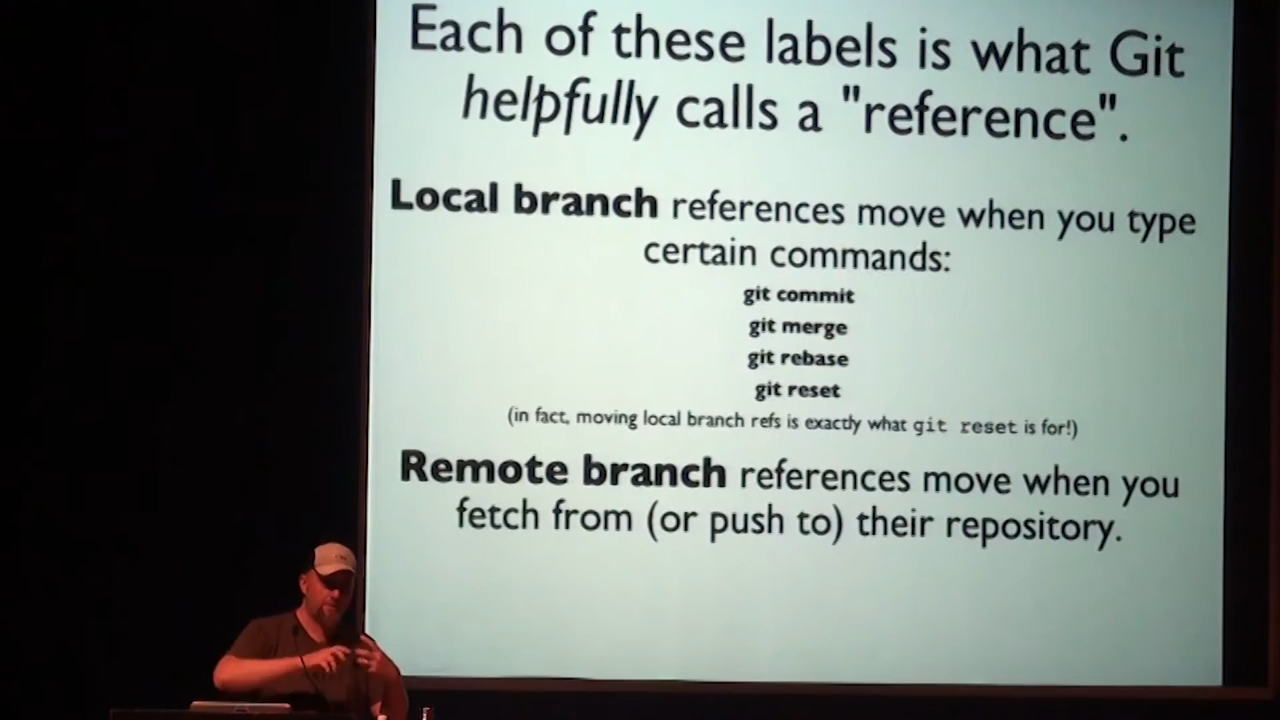 Each of these labels is what Git
helpfully calls a "reference".
Local branch references move when you type
certain commands:
git commit
git merge
git rebase
git reset
(in fact, moving local branch refs is exactly what git reset is for!)
Remote branch references move when you
fetch from (or push to) their repository.